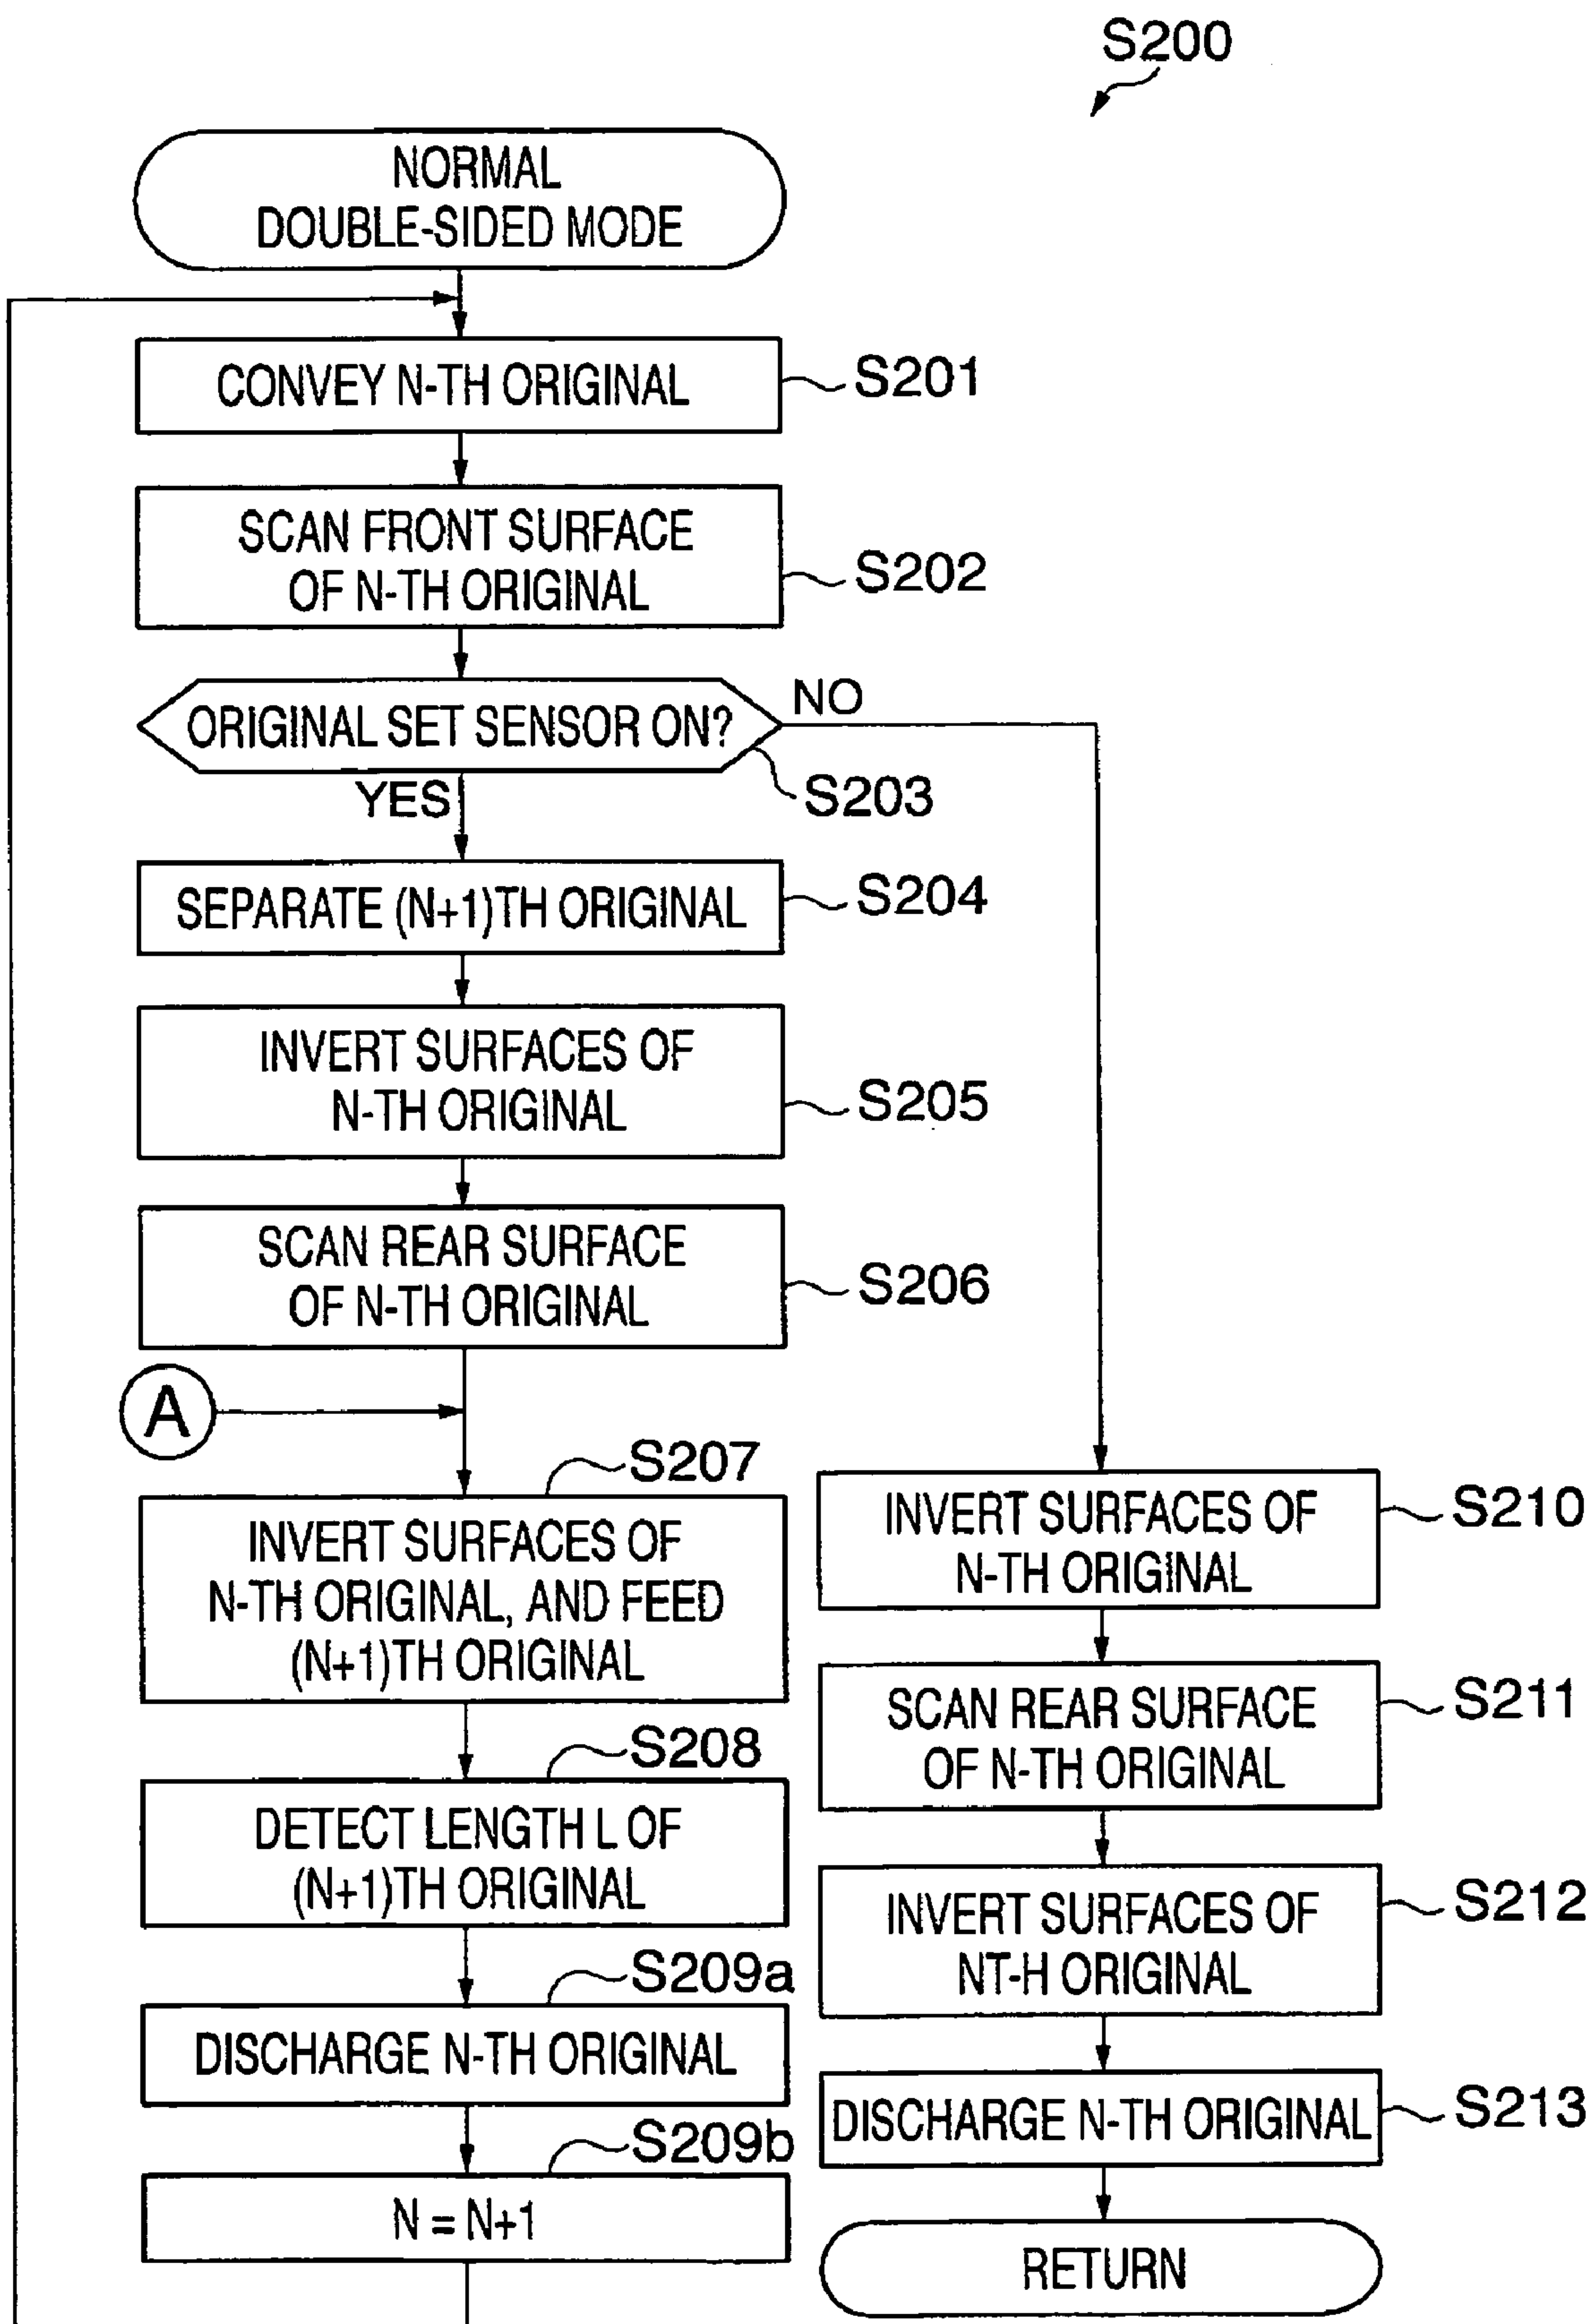 S200
NORMAL
DOUBLE-SIDED MODE
CONVEY N-TH ORIGINAL
S201
SCAN FRONT SURFACE
OF N-TH ORIGINAL
S202
ORIGINAL SET SENSOR ON?
NO
S203
YES
SEPARATE (N+1)TH ORIGINAL
S204
INVERT SURFACES OF
N-TH ORIGINAL
S205
SCAN REAR SURFACE
OF N-TH ORIGINAL
S206
A
S207
INVERT SURFACES OF
N-TH ORIGINAL, AND FEED
(N+1)TH ORIGINAL
S208
DETECT LENGTH L OF
(N+1)TH ORIGINAL
S209a
DISCHARGE N-TH ORIGINAL
S209b
N = N+1
INVERT SURFACES OF
N-TH ORIGINAL
S210
SCAN REAR SURFACE
OF N-TH ORIGINAL
S211
INVERT SURFACES OF
NT-H ORIGINAL
S212
DISCHARGE N-TH ORIGINAL
S213
RETURN